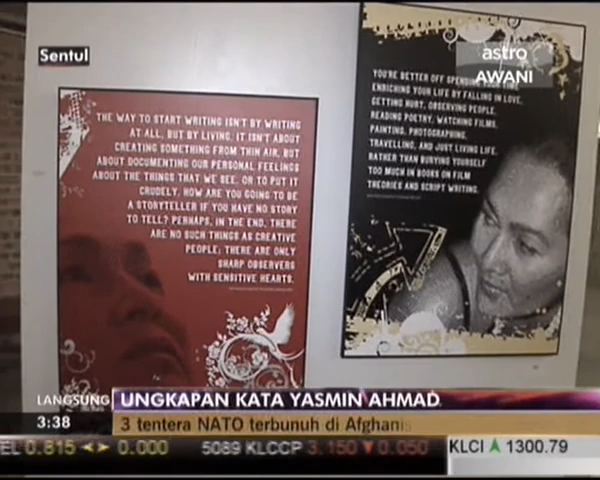 Sentul
astro
AWANI
THE WAY TO START WRITING ISN'T BY WRITING
AT ALL, BUT BY LIVING. IT ISN'T ABOUT
CREATING SOMETHING FROM THIN AIR, BUT
ABOUT DOCUMENTING OUR PERSONAL FEELINGS
ABOUT THE THINGS THAT WE SEE. OR TO PUT IT
CRUDELY, HOW ARE YOU GOING TO BE
A STORYTELLER IF YOU HAVE NO STORY
TO TELL? PERHAPS, IN THE END, THERE
ARE NO SUCH THINGS AS CREATIVE
PEOPLE; THERE ARE ONLY
SHARP OBSERVERS
WITH SENSITIVE HEARTS.
YOU'RE BETTER OFF SPENDING YOUR TIME
ENRICHING YOUR LIFE BY FALLING IN LOVE,
GETTING HURT, OBSERVING PEOPLE,
READING POETRY, WATCHING FILMS,
PAINTING, PHOTOGRAPHING,
TRAVELLING, AND JUST LIVING LIFE,
RATHER THAN BURYING YOURSELF
TOO MUCH IN BOOKS ON FILM
THEORIES AND SCRIPT WRITING.
LANGSUNG
UNGKAPAN KATA YASMIN AHMAD
3:38
3 tentera NATO terbunuh di Afghanis
EL 0.815 0.000 5089 KLCCP 3.150 0.050
KLCI 1300.79